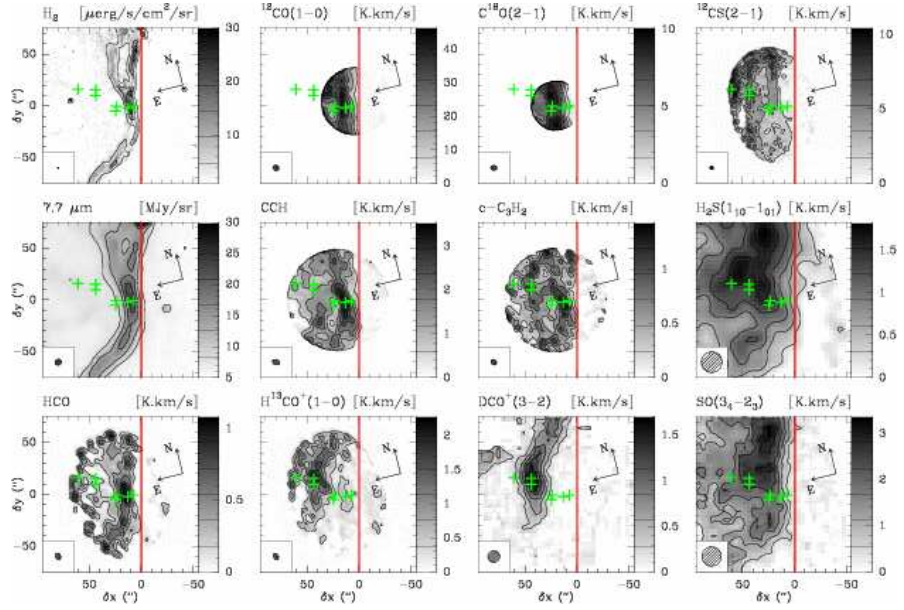 H₂ [μerg/s/cm²/sr]
¹²CO(1-0) [K.km/s]
C¹⁸O(2-1) [K.km/s]
¹²CS(2-1) [K.km/s]
δy (")
50
0
-50
N
E
30
20
10
N
E
40
30
20
10
0
N
E
10
5
0
N
E
10
5
0
7.7 μm [MJy/sr]
CCH [K.km/s]
c-C₃H₂ [K.km/s]
H₂S(1₁₀-1₀₁) [K.km/s]
δy (")
50
0
-50
N
E
30
25
20
15
10
5
N
E
3
2
1
0
N
E
1
0.5
0
N
E
1.5
1
0.5
0
HCO [K.km/s]
H¹³CO⁺(1-0) [K.km/s]
DCO⁺(3-2) [K.km/s]
SO(3₄-2₃) [K.km/s]
δy (")
50
0
-50
N
E
1
0.5
0
N
E
2
1.5
1
0.5
0
N
E
1.5
1
0.5
0
N
E
3
2
1
0
50 0 -50
50 0 -50
50 0 -50
50 0 -50
δx (")
δx (")
δx (")
δx (")